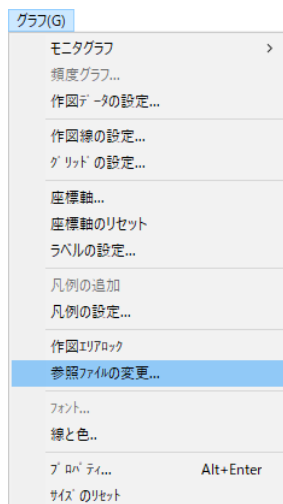 グラフ(G)
モニタグラフ >
頻度グラフ...
作図ﾃﾞｰﾀの設定...
作図線の設定...
ｸﾞﾘｯﾄﾞの設定...
座標軸...
座標軸のリセット
ラベルの設定...
凡例の追加
凡例の設定...
作図ｴﾘｱﾛｯｸ
参照ﾌｧｲﾙの変更...
ﾌｫﾝﾄ...
線と色..
ﾌﾟﾛﾊﾟﾃｨ... Alt+Enter
ｻｲｽﾞのﾘｾｯﾄ